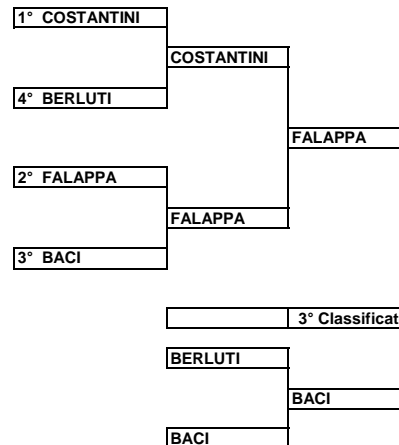 1° COSTANTINI
COSTANTINI
4° BERLUTI
FALAPPA
2° FALAPPA
FALAPPA
3° BACI
3° Classificat
BERLUTI
BACI
BACI